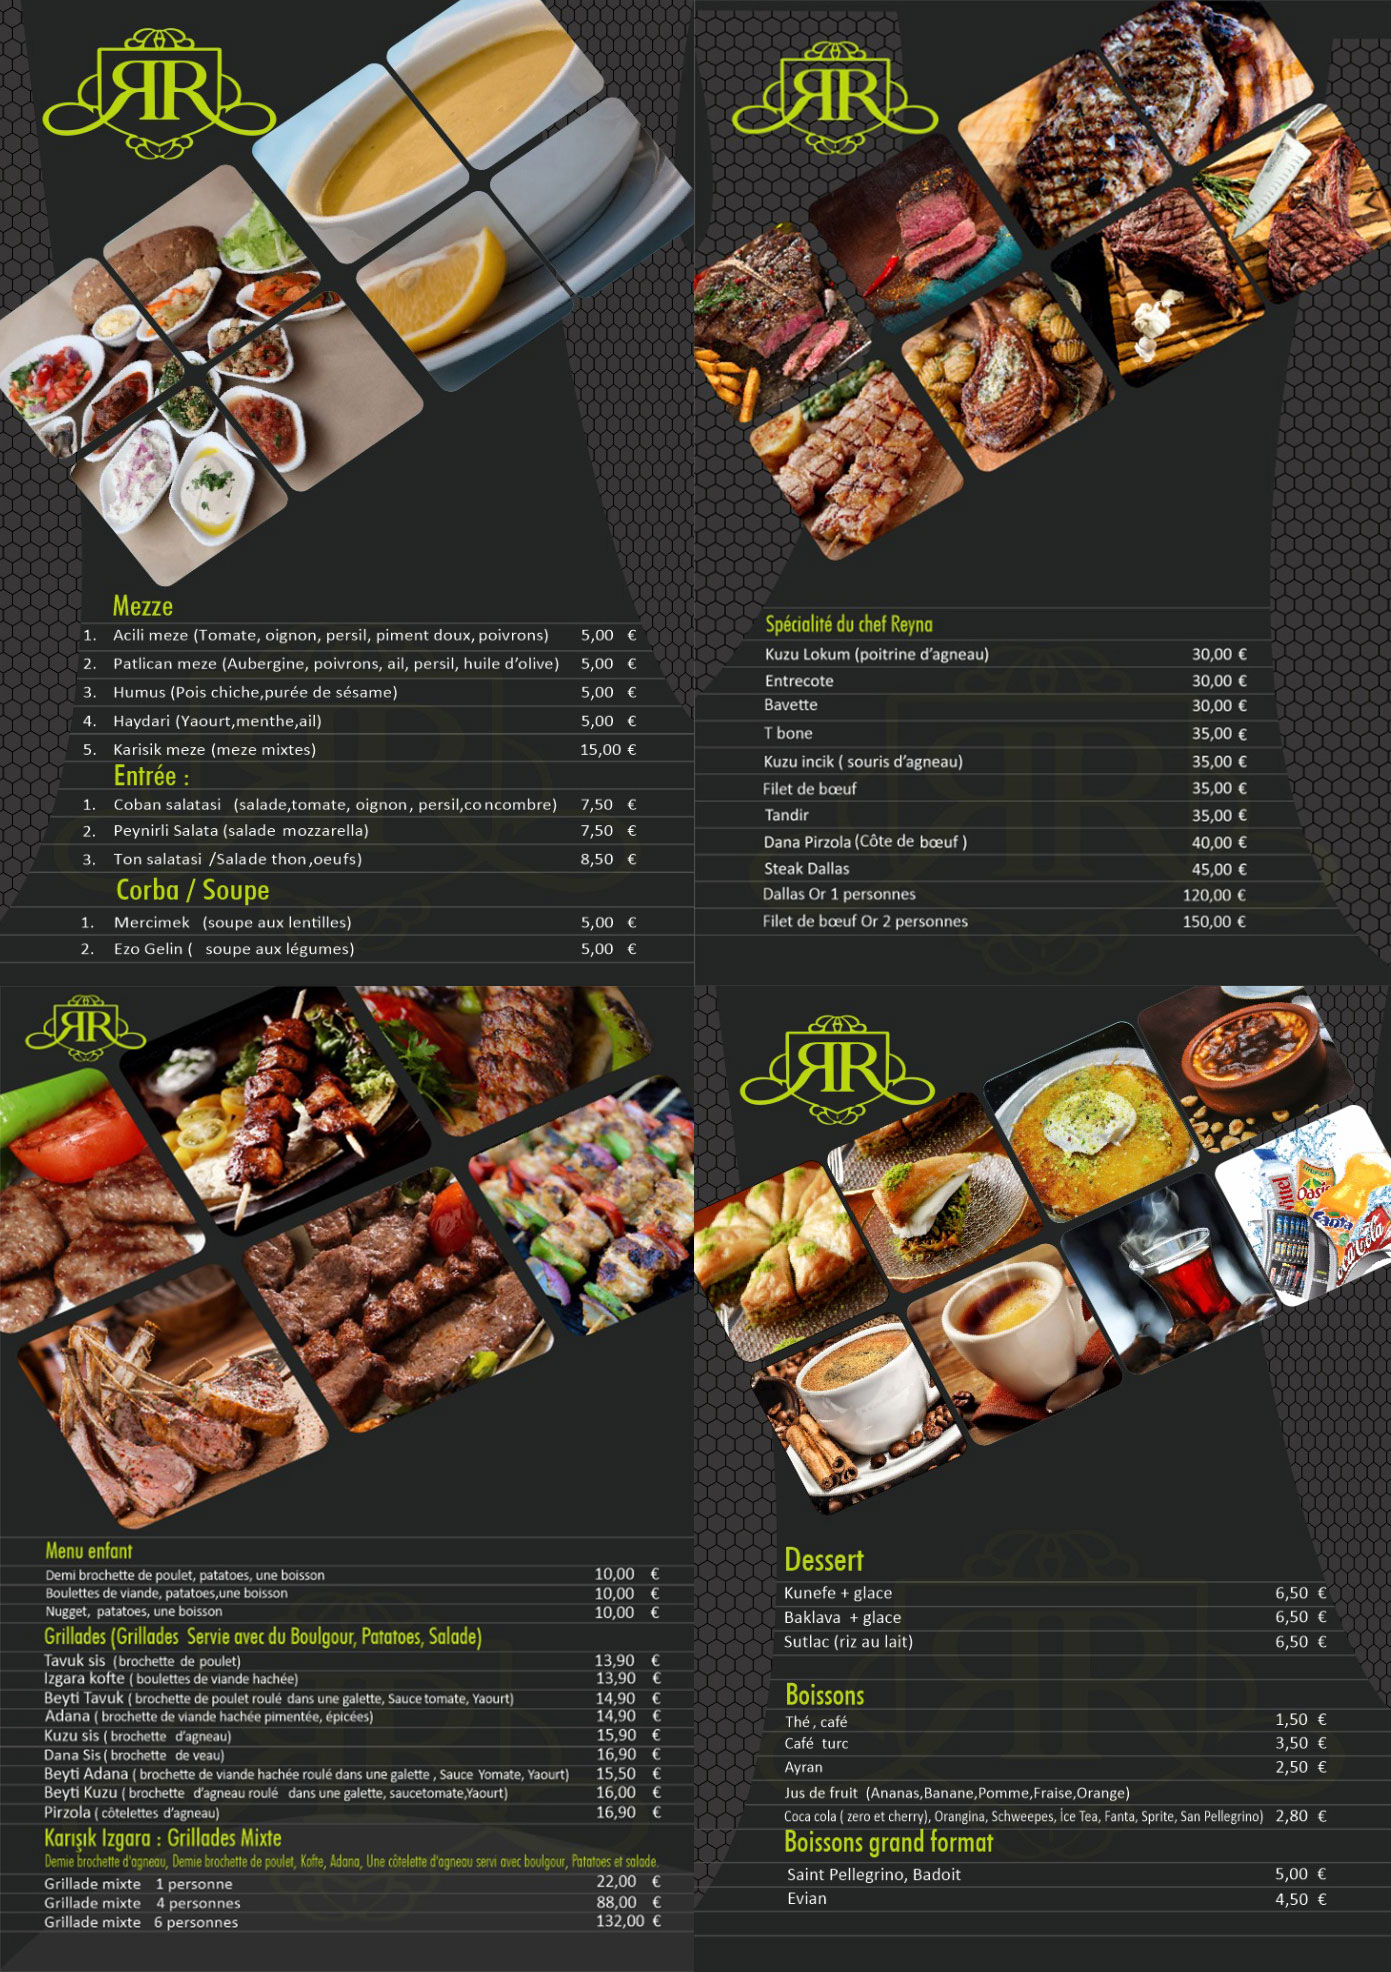 RR
Mezze
1. Acili meze (Tomate, oignon, persil, piment doux, poivrons) 5,00 €
2. Patlican meze (Aubergine, poivrons, ail, persil, huile d'olive) 5,00 €
3. Humus (Pois chiche,purée de sésame) 5,00 €
4. Haydari (Yaourt,menthe,ail) 5,00 €
5. Karisik meze (meze mixtes) 15,00 €
Entrée :
1. Coban salatasi (salade,tomate, oignon, persil,concombre) 7,50 €
2. Peynirli Salata (salade mozzarella) 7,50 €
3. Ton salatasi /Salade thon,oeufs) 8,50 €
Corba / Soupe
1. Mercimek (soupe aux lentilles) 5,00 €
2. Ezo Gelin ( soupe aux légumes) 5,00 €
RR
Spécialité du chef Reyna
Kuzu Lokum (poitrine d'agneau) 30,00 €
Entrecote 30,00 €
Bavette 30,00 €
T bone 35,00 €
Kuzu incik ( souris d'agneau) 35,00 €
Filet de bœuf 35,00 €
Tandir 35,00 €
Dana Pirzola (Côte de bœuf ) 40,00 €
Steak Dallas 45,00 €
Dallas Or 1 personnes 120,00 €
Filet de bœuf Or 2 personnes 150,00 €
RR
Menu enfant
Demi brochette de poulet, patatoes, une boisson 10,00 €
Boulettes de viande, patatoes,une boisson 10,00 €
Nugget, patatoes, une boisson 10,00 €
Grillades (Grillades Servie avec du Boulgour, Patatoes, Salade)
Tavuk sis (brochette de poulet) 13,90 €
Izgara kofte ( boulettes de viande hachée) 13,90 €
Beyti Tavuk ( brochette de poulet roulé dans une galette, Sauce tomate, Yaourt) 14,90 €
Adana ( brochette de viande hachée pimentée, épicées) 14,90 €
Kuzu sis ( brochette d'agneau) 15,90 €
Dana Sis ( brochette de veau) 16,90 €
Beyti Adana ( brochette de viande hachée roulé dans une galette , Sauce Yomate, Yaourt) 15,50 €
Beyti Kuzu ( brochette d'agneau roulé dans une galette, saucetomate,Yaourt) 16,00 €
Pirzola ( côtelettes d'agneau) 16,90 €
Karışık Izgara : Grillades Mixte
Demie brochette d'agneau, Demie brochette de poulet, Kofte, Adana, Une côtelette d'agneau servi avec boulgour, Patatoes et salade.
Grillade mixte 1 personne 22,00 €
Grillade mixte 4 personnes 88,00 €
Grillade mixte 6 personnes 132,00 €
RR
Oasis
Fanta
Coca-Cola
Dessert
Kunefe + glace 6,50 €
Baklava + glace 6,50 €
Sutlac (riz au lait) 6,50 €
Boissons
Thé , café 1,50 €
Café turc 3,50 €
Ayran 2,50 €
Jus de fruit (Ananas,Banane,Pomme,Fraise,Orange)
Coca cola ( zero et cherry), Orangina, Schweepes, İce Tea, Fanta, Sprite, San Pellegrino) 2,80 €
Boissons grand format
Saint Pellegrino, Badoit 5,00 €
Evian 4,50 €